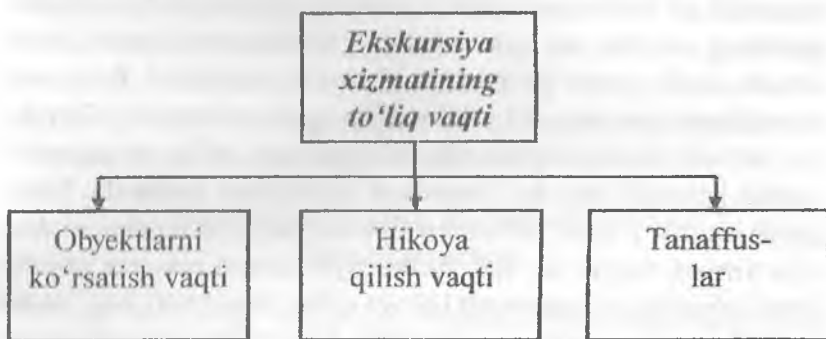 Ekskursiya
xizmatining
to‘liq vaqti
Obyektlarni
ko‘rsatish vaqti
Hikoya
qilish vaqti
Tanaffus-
lar